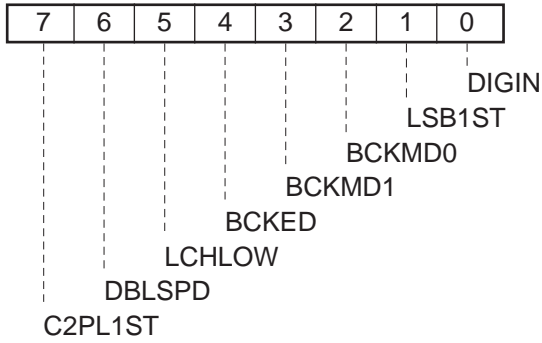 7 6 5 4 3 2 1 0
DIGIN
LSB1ST
BCKMD0
BCKMD1
BCKED
LCHLOW
DBLSPD
C2PL1ST